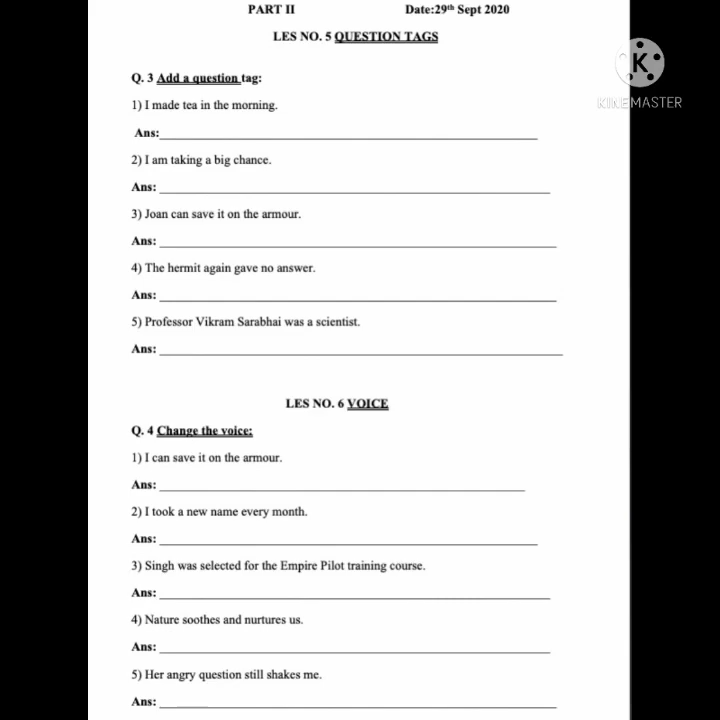 PART II Date:29th Sept 2020
LES NO. 5 QUESTION TAGS
K
KINEMASTER
Q. 3 Add a question tag:
1) I made tea in the morning.
Ans:
2) I am taking a big chance.
Ans:
3) Joan can save it on the armour.
Ans:
4) The hermit again gave no answer.
Ans:
5) Professor Vikram Sarabhai was a scientist.
Ans:
LES NO. 6 VOICE
Q. 4 Change the voice:
1) I can save it on the armour.
Ans:
2) I took a new name every month.
Ans:
3) Singh was selected for the Empire Pilot training course.
Ans:
4) Nature soothes and nurtures us.
Ans:
5) Her angry question still shakes me.
Ans: